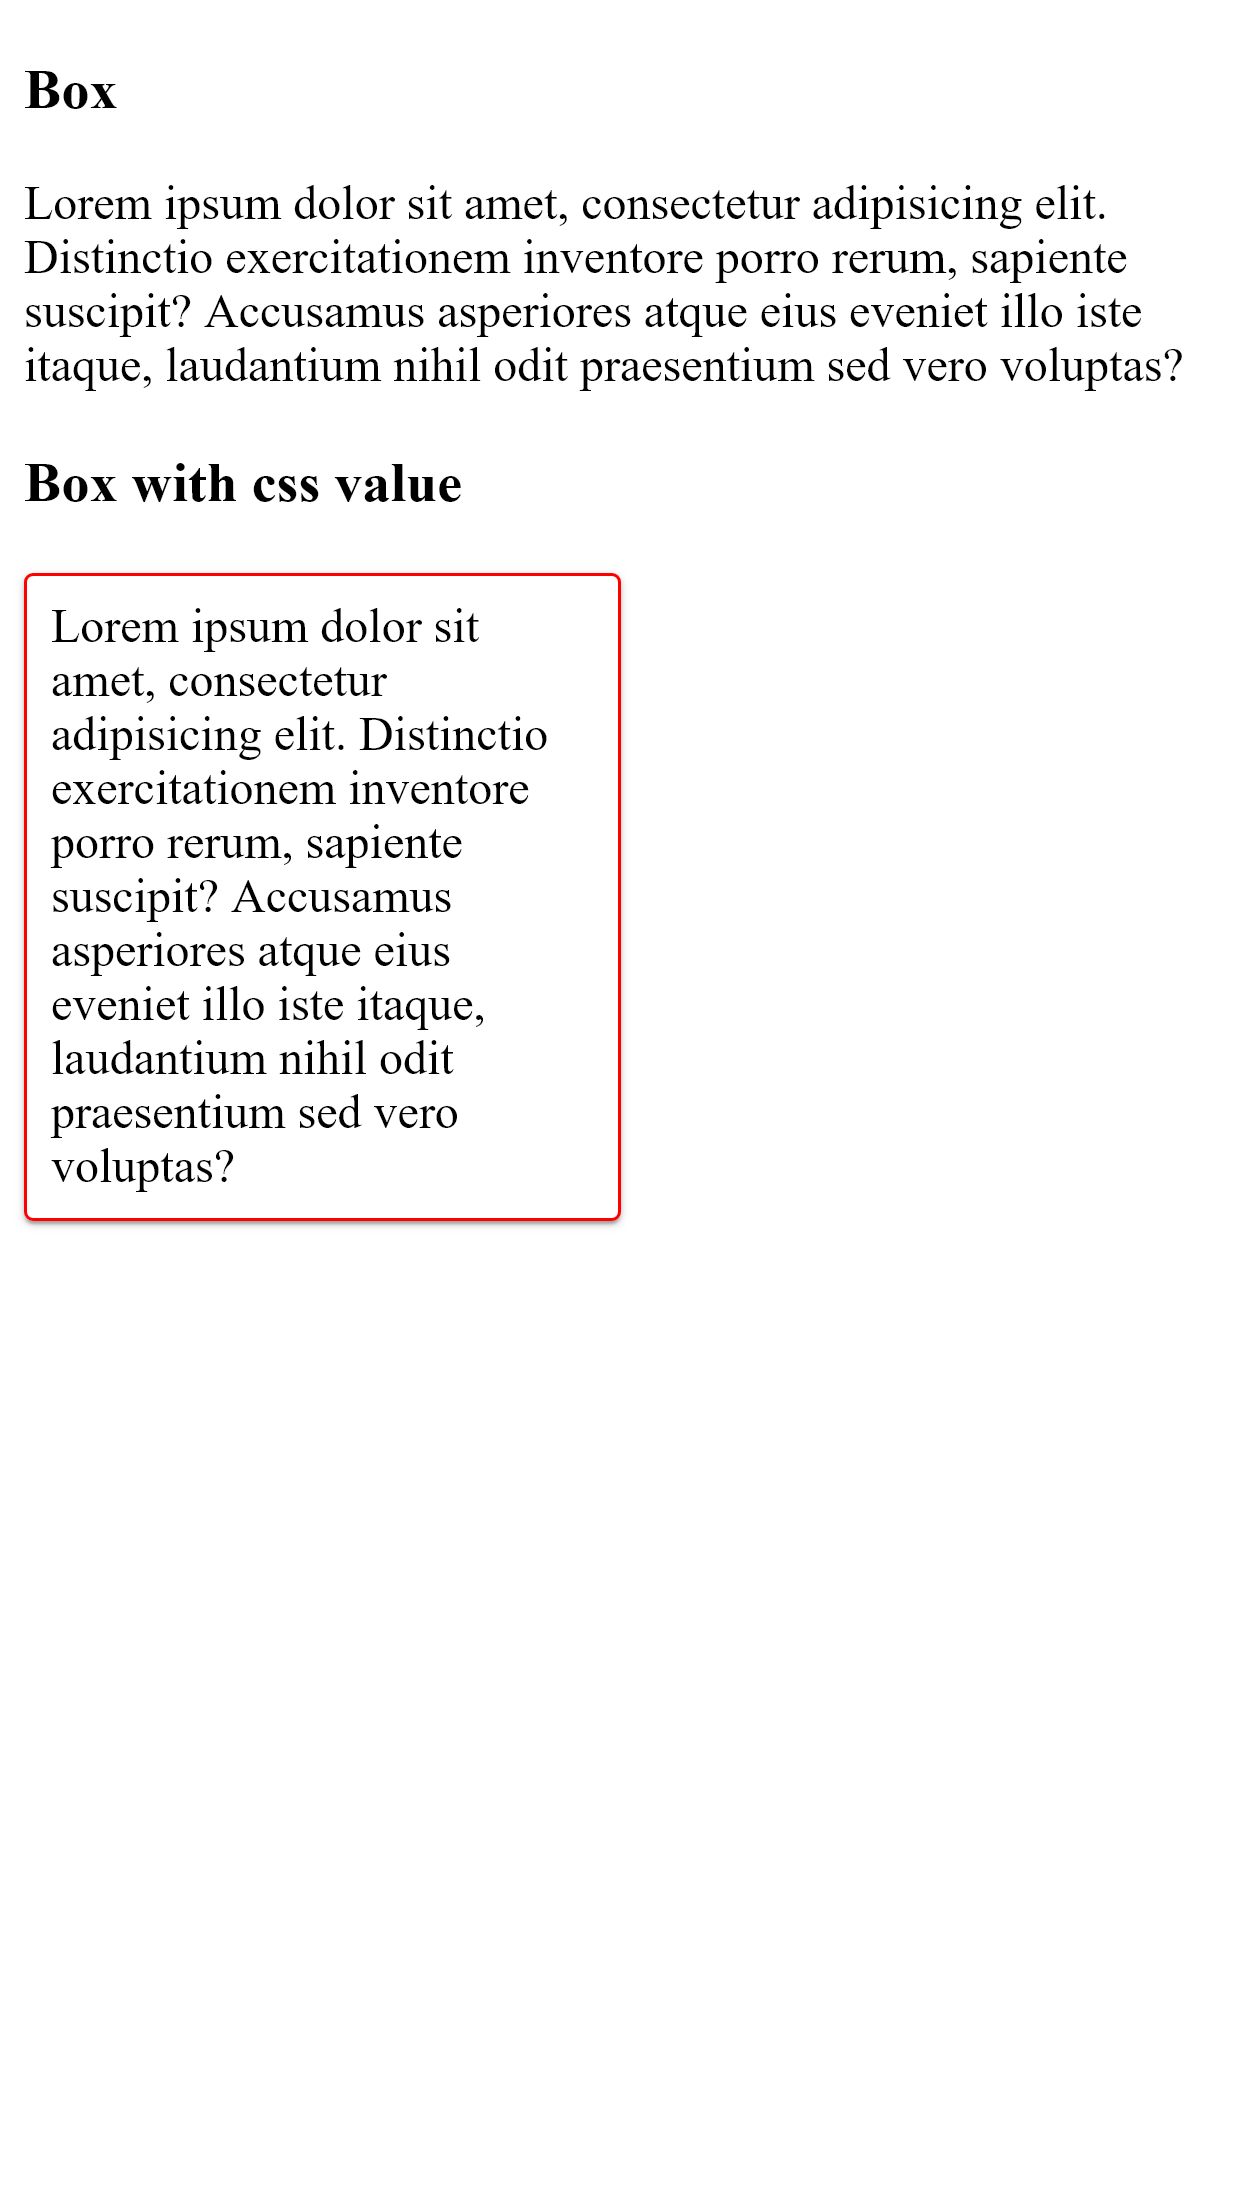 Box
Lorem ipsum dolor sit amet, consectetur adipisicing elit.
Distinctio exercitationem inventore porro rerum, sapiente
suscipit? Accusamus asperiores atque eius eveniet illo iste
itaque, laudantium nihil odit praesentium sed vero voluptas?
Box with css value
Lorem ipsum dolor sit
amet, consectetur
adipisicing elit. Distinctio
exercitationem inventore
porro rerum, sapiente
suscipit? Accusamus
asperiores atque eius
eveniet illo iste itaque,
laudantium nihil odit
praesentium sed vero
voluptas?